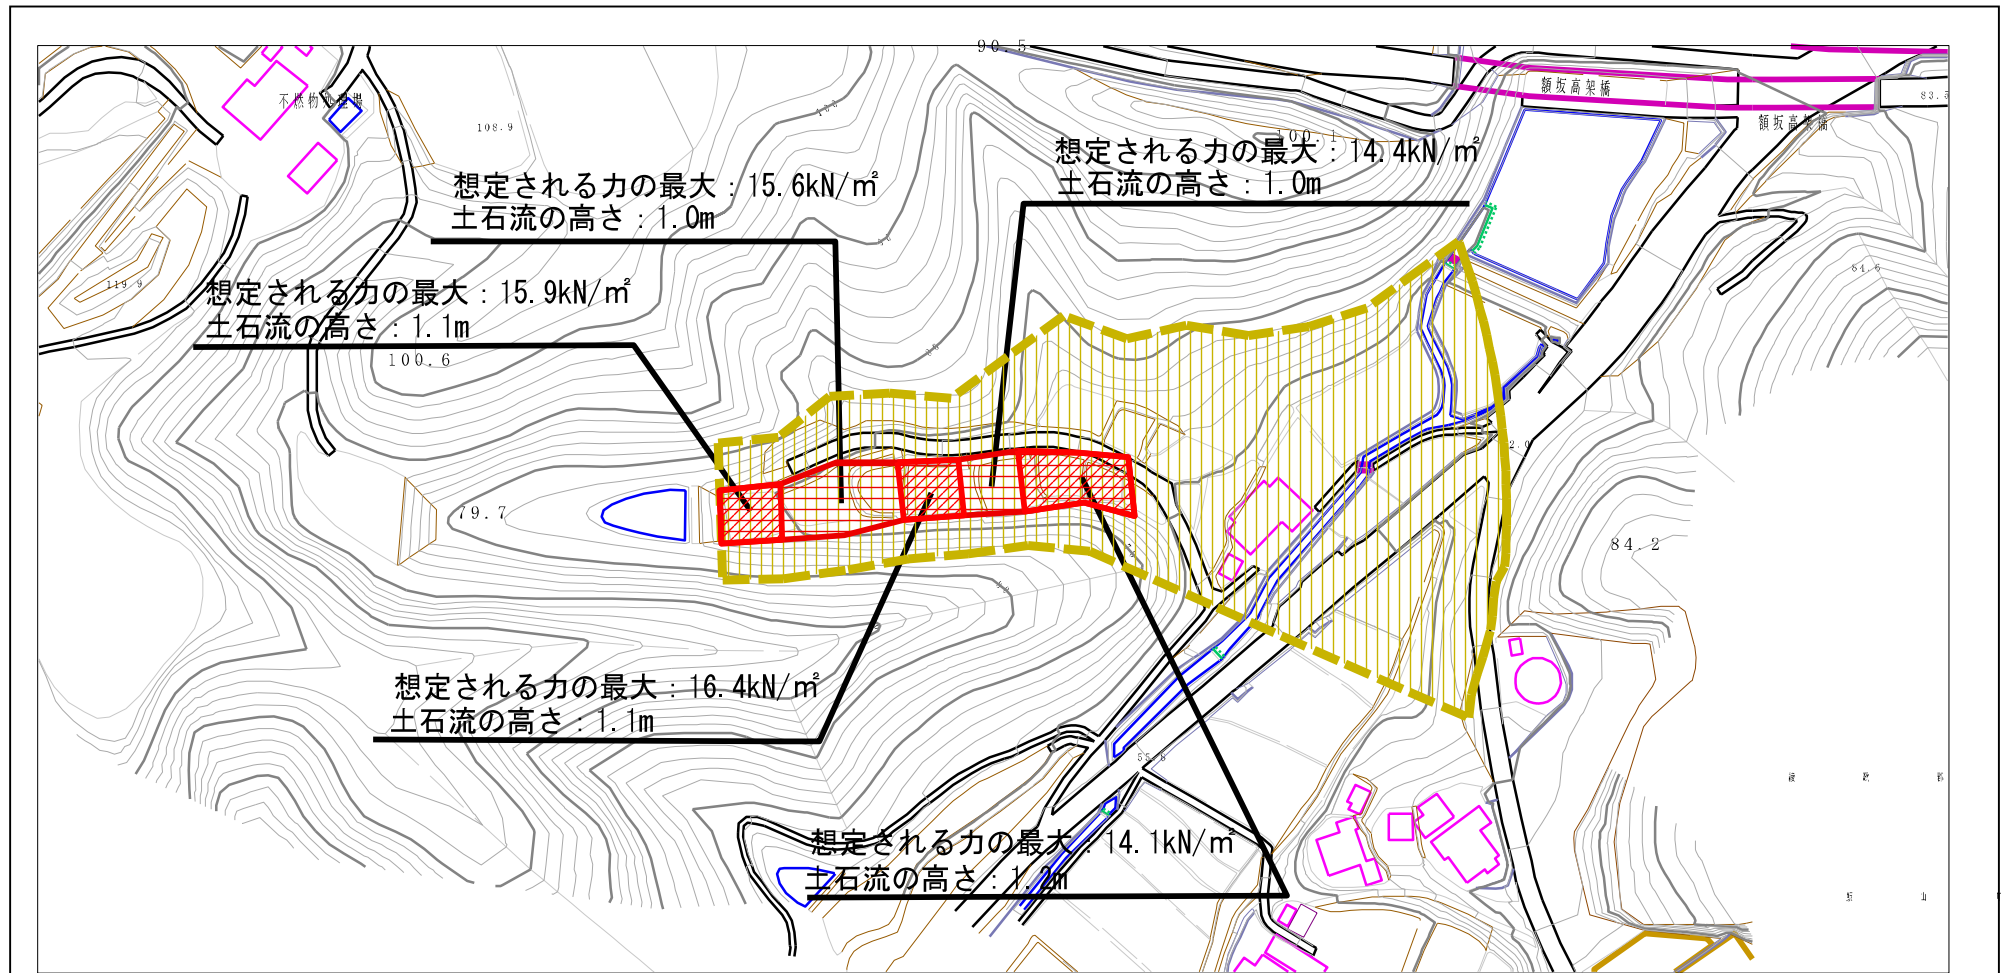 90.5
額坂高架橋
83.5
不燃物処理場
108.9
額坂高架橋
100.1
想定される力の最大：14.4kN/㎡
土石流の高さ：1.0m
想定される力の最大：15.6kN/㎡
土石流の高さ：1.0m
84.6
119.9
想定される力の最大：15.9kN/㎡
土石流の高さ：1.1m
100.6
79.7
84.2
想定される力の最大：16.4kN/㎡
土石流の高さ：1.1m
55.8
想定される力の最大：14.1kN/㎡
土石流の高さ：1.2m
山